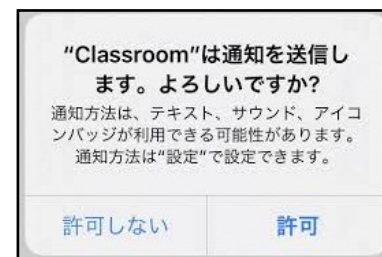 “Classroom”は通知を送信し
ます。よろしいですか?
通知方法は、テキスト、サウンド、アイコ
ンバッジが利用できる可能性があります。
通知方法は“設定”で設定できます。
許可しない
許可